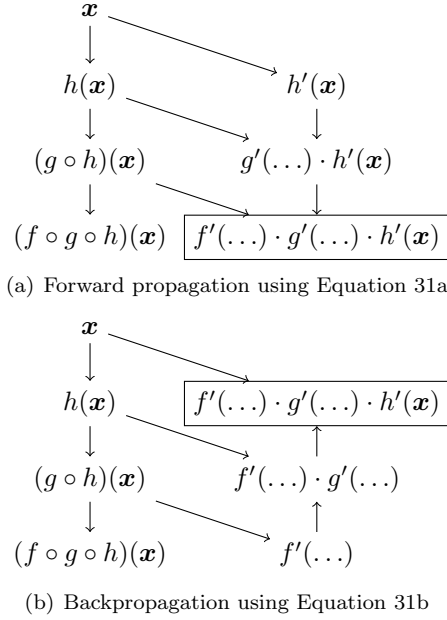 x
h(x) h′(x)
(g ∘ h)(x) g′(...) · h′(x)
(f ∘ g ∘ h)(x) f′(...) · g′(...) · h′(x)
(a) Forward propagation using Equation 31a
x
h(x) f′(...) · g′(...) · h′(x)
(g ∘ h)(x) f′(...) · g′(...)
(f ∘ g ∘ h)(x) f′(...)
(b) Backpropagation using Equation 31b